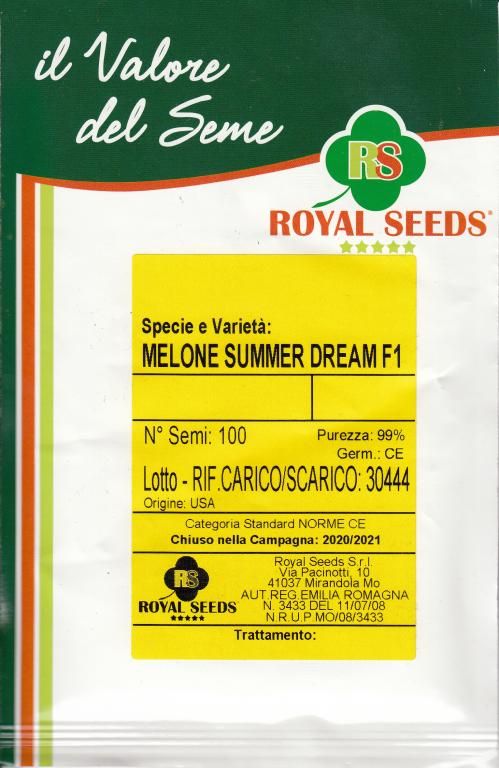 il Valore
del Seme
RS
ROYAL SEEDS®
Specie e Varietà:
MELONE SUMMER DREAM F1
N° Semi: 100
Purezza: 99%
Germ.: CE
Lotto - RIF.CARICO/SCARICO: 30444
Origine: USA
Categoria Standard NORME CE
Chiuso nella Campagna: 2020/2021
RS
ROYAL SEEDS
Royal Seeds S.r.l.
Via Pacinotti, 10
41037 Mirandola Mo
AUT.REG.EMILIA ROMAGNA
N. 3433 DEL 11/07/08
N.R.U.P.MO/08/3433
Trattamento: